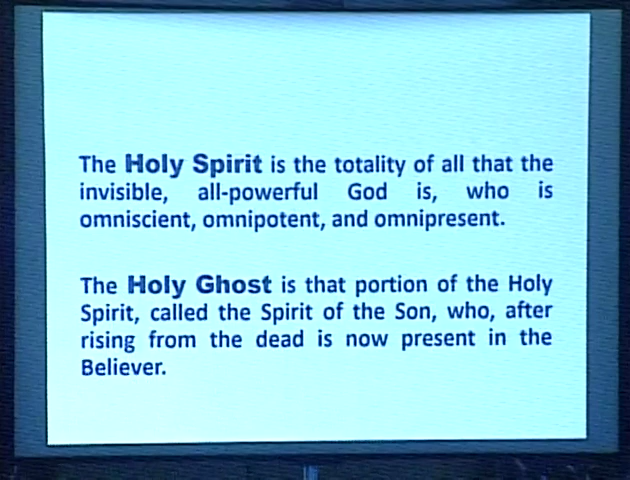 The Holy Spirit is the totality of all that the
invisible, all-powerful God is, who is
omniscient, omnipotent, and omnipresent.
The Holy Ghost is that portion of the Holy
Spirit, called the Spirit of the Son, who, after
rising from the dead is now present in the
Believer.